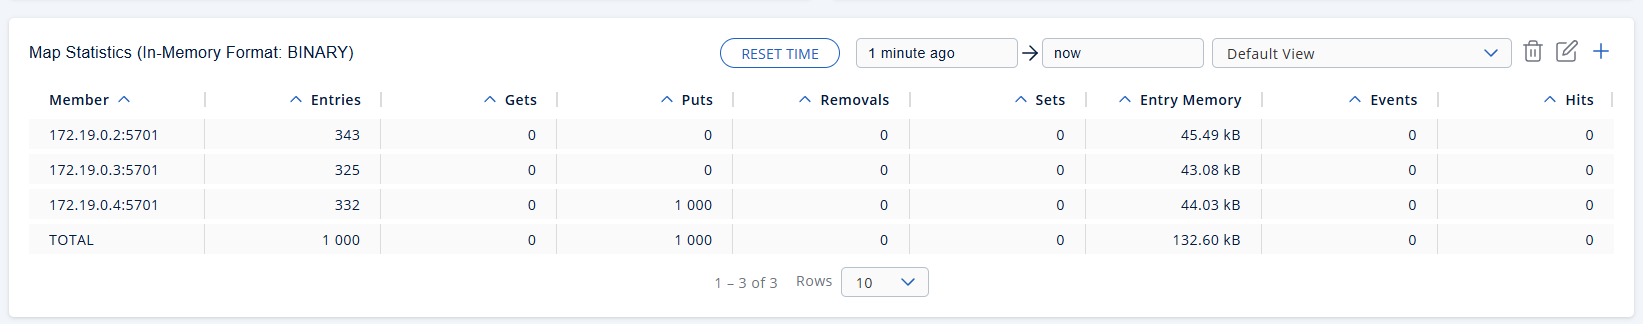 Map Statistics (In-Memory Format: BINARY) RESET TIME 1 minute ago now Default View
Member Entries Gets Puts Removals Sets Entry Memory Events Hits
172.19.0.2:5701 343 0 0 0 0 45.49 kB 0 0
172.19.0.3:5701 325 0 0 0 0 43.08 kB 0 0
172.19.0.4:5701 332 0 1 000 0 0 44.03 kB 0 0
TOTAL 1 000 0 1 000 0 0 132.60 kB 0 0
1 – 3 of 3 Rows 10